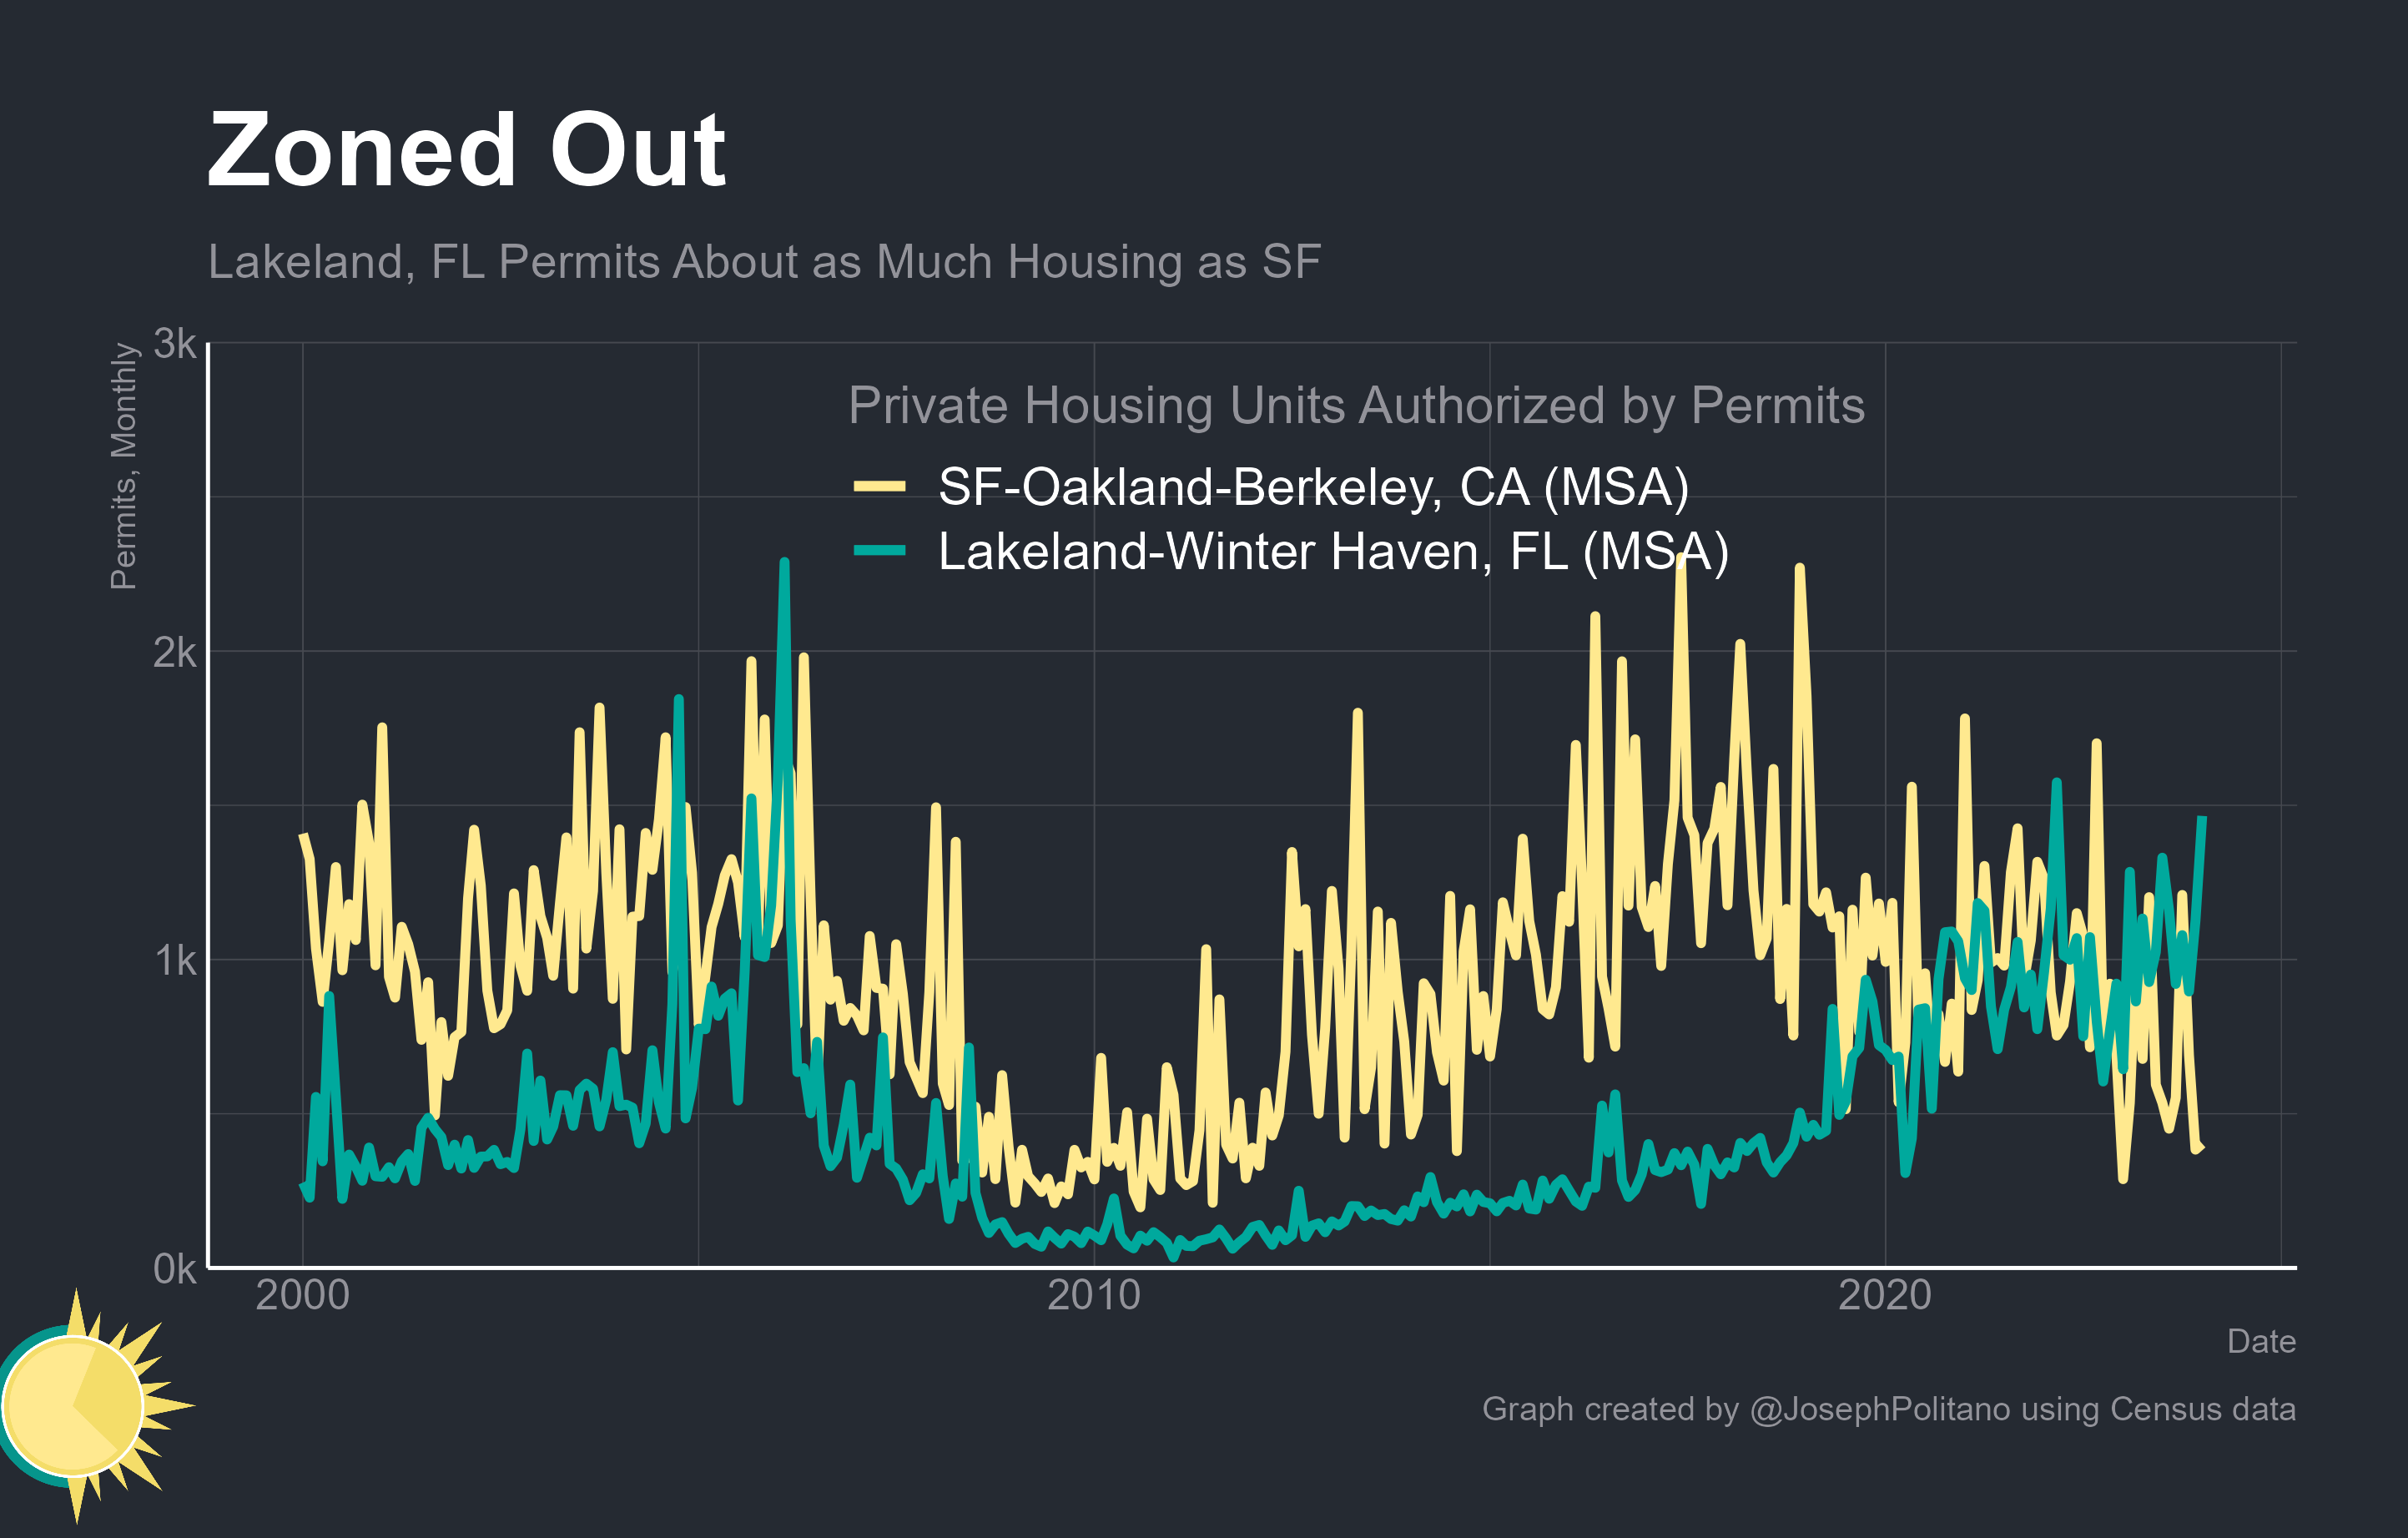 Zoned Out
Lakeland, FL Permits About as Much Housing as SF
Permits, Monthly
3k
2k
1k
0k
Private Housing Units Authorized by Permits
SF-Oakland-Berkeley, CA (MSA)
Lakeland-Winter Haven, FL (MSA)
2000
2010
2020
Date
Graph created by @JosephPolitano using Census data